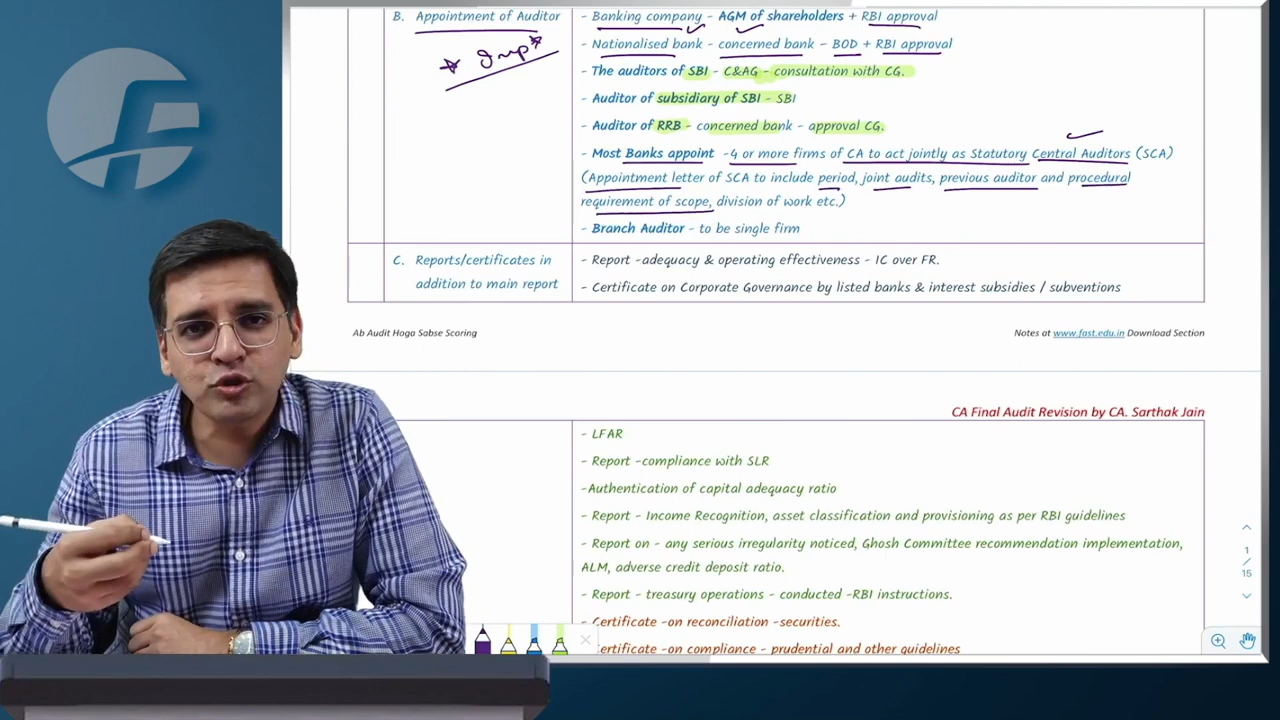 B. Appointment of Auditor
* Imp *
- Banking company - AGM of shareholders + RBI approval
- Nationalised bank - concerned bank - BOD + RBI approval
- The auditors of SBI - C&AG - consultation with CG.
- Auditor of subsidiary of SBI - SBI
- Auditor of RRB - concerned bank - approval CG.
- Most Banks appoint -4 or more firms of CA to act jointly as Statutory Central Auditors (SCA)
(Appointment letter of SCA to include period, joint audits, previous auditor and procedural
requirement of scope, division of work etc.)
- Branch Auditor - to be single firm
C. Reports/certificates in
addition to main report
- Report -adequacy & operating effectiveness - IC over FR.
- Certificate on Corporate Governance by listed banks & interest subsidies / subventions
Ab Audit Hoga Sabse Scoring
Notes at www.fast.edu.in Download Section
CA Final Audit Revision by CA. Sarthak Jain
- LFAR
- Report -compliance with SLR
-Authentication of capital adequacy ratio
- Report - Income Recognition, asset classification and provisioning as per RBI guidelines
- Report on - any serious irregularity noticed, Ghosh Committee recommendation implementation,
ALM, adverse credit deposit ratio.
- Report - treasury operations - conducted -RBI instructions.
- Certificate -on reconciliation -securities.
ertificate -on compliance - prudential and other guidelines
1
/
15